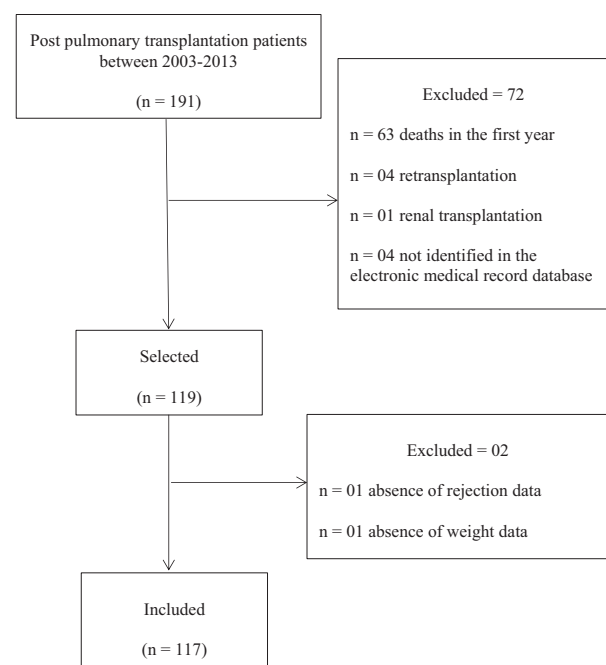 Post pulmonary transplantation patients
between 2003-2013
(n = 191)
Excluded = 72
n = 63 deaths in the first year
n = 04 retransplantation
n = 01 renal transplantation
n = 04 not identified in the
electronic medical record database
Selected
(n = 119)
Excluded = 02
n = 01 absence of rejection data
n = 01 absence of weight data
Included
(n = 117)